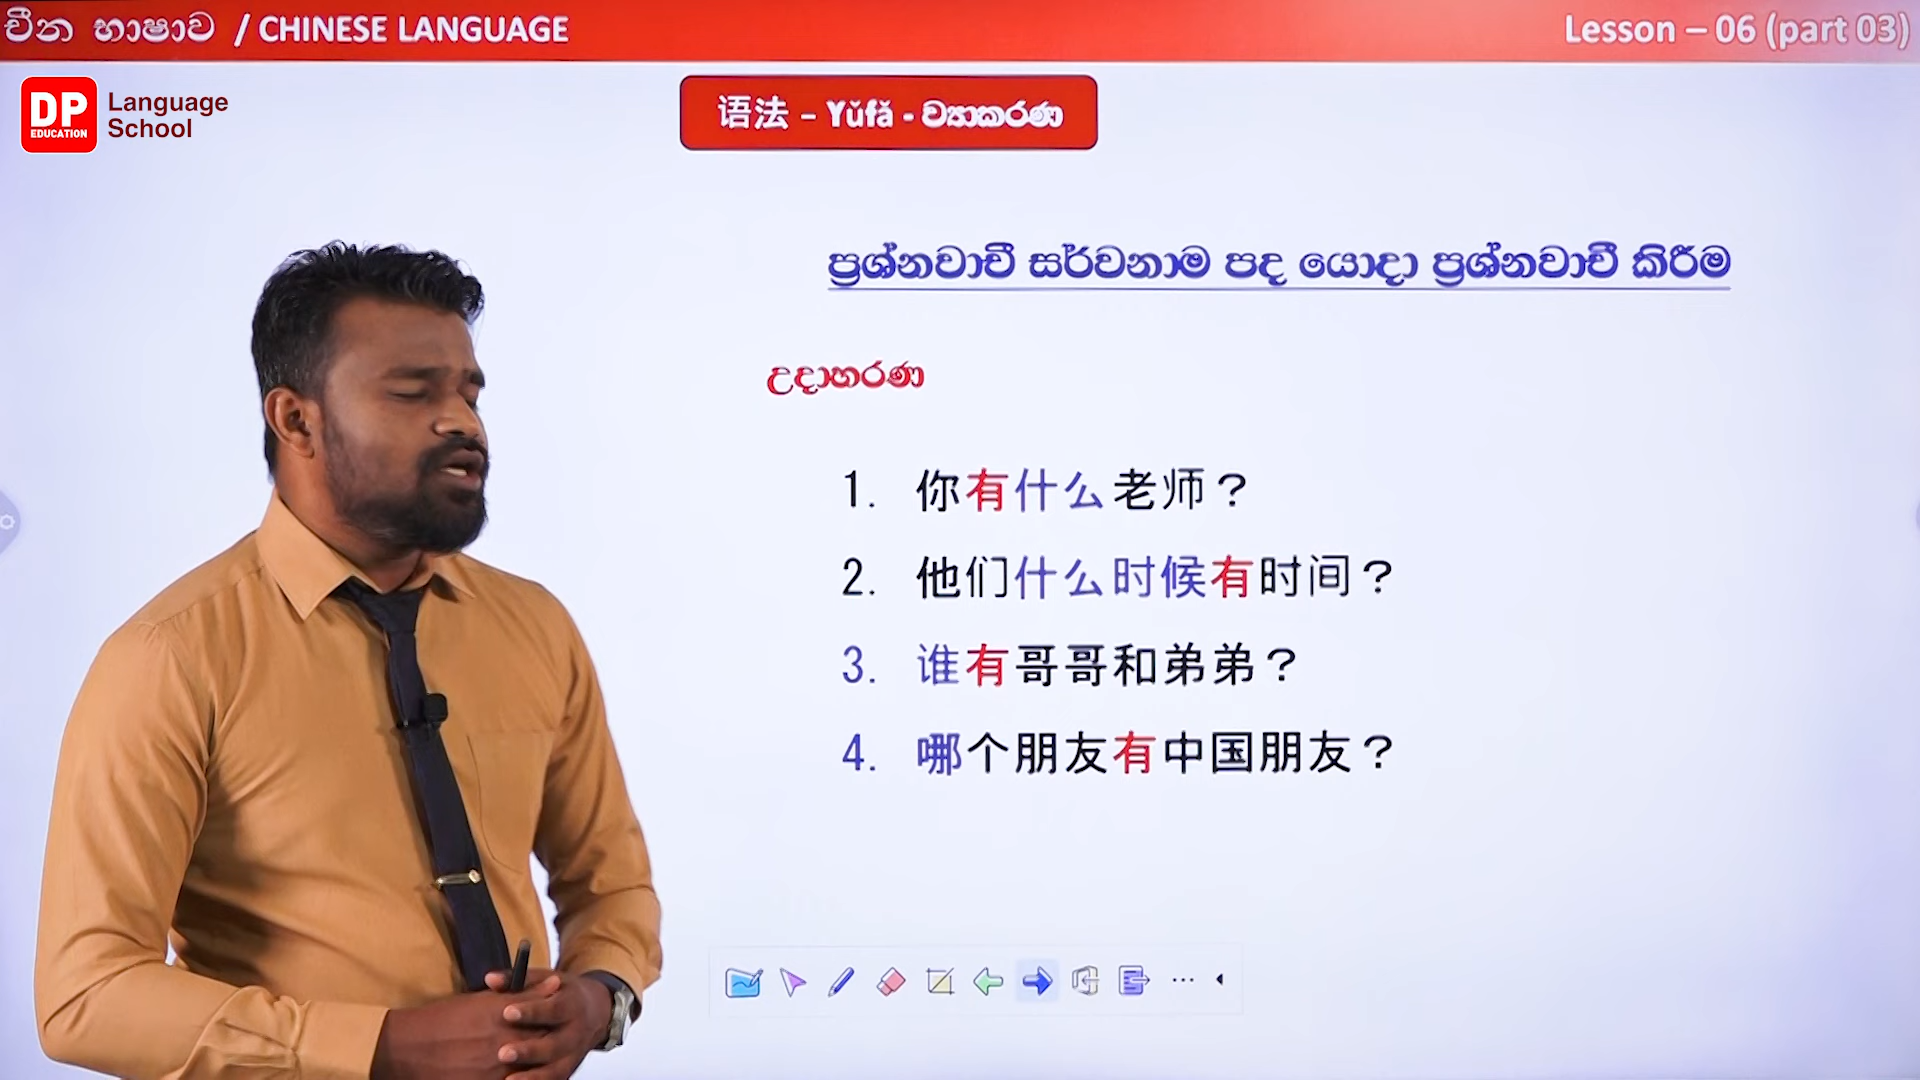 චීන භාෂාව / CHINESE LANGUAGE
Lesson – 06 (part 03)
DP
EDUCATION
Language
School
语法 – Yǔfǎ - ව්‍යාකරණ
ප්‍රශ්නවාචී සර්වනාම පද යොදා ප්‍රශ්නවාචී කිරීම
උදාහරණ
1. 你有什么老师？
2. 他们什么时候有时间？
3. 谁有哥哥和弟弟？
4. 哪个朋友有中国朋友？